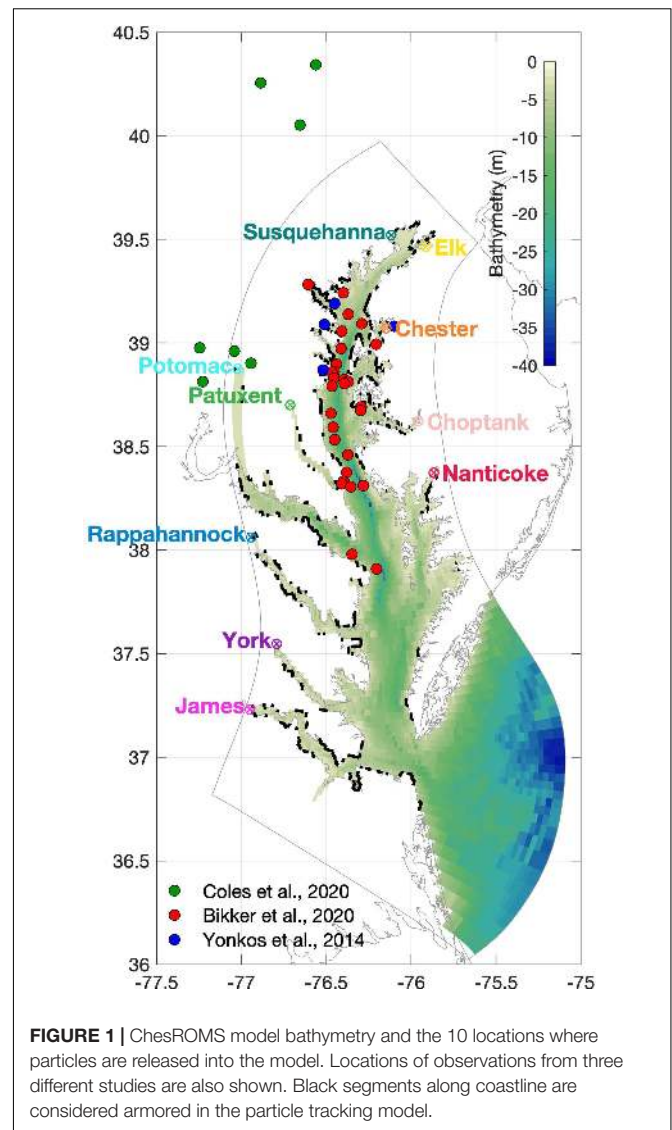 40.5
40
39.5
39
38.5
38
37.5
37
36.5
36
-77.5
-77
-76.5
-76
-75.5
-75
0
-5
-10
-15
-20
-25
-30
-35
-40
Bathymetry (m)
Susquehanna
Elk
Chester
Potomac
Patuxent
Choptank
Nanticoke
Rappahannock
York
James
Coles et al., 2020
Bikker et al., 2020
Yonkos et al., 2014
FIGURE 1 | ChesROMS model bathymetry and the 10 locations where
particles are released into the model. Locations of observations from three
different studies are also shown. Black segments along coastline are
considered armored in the particle tracking model.